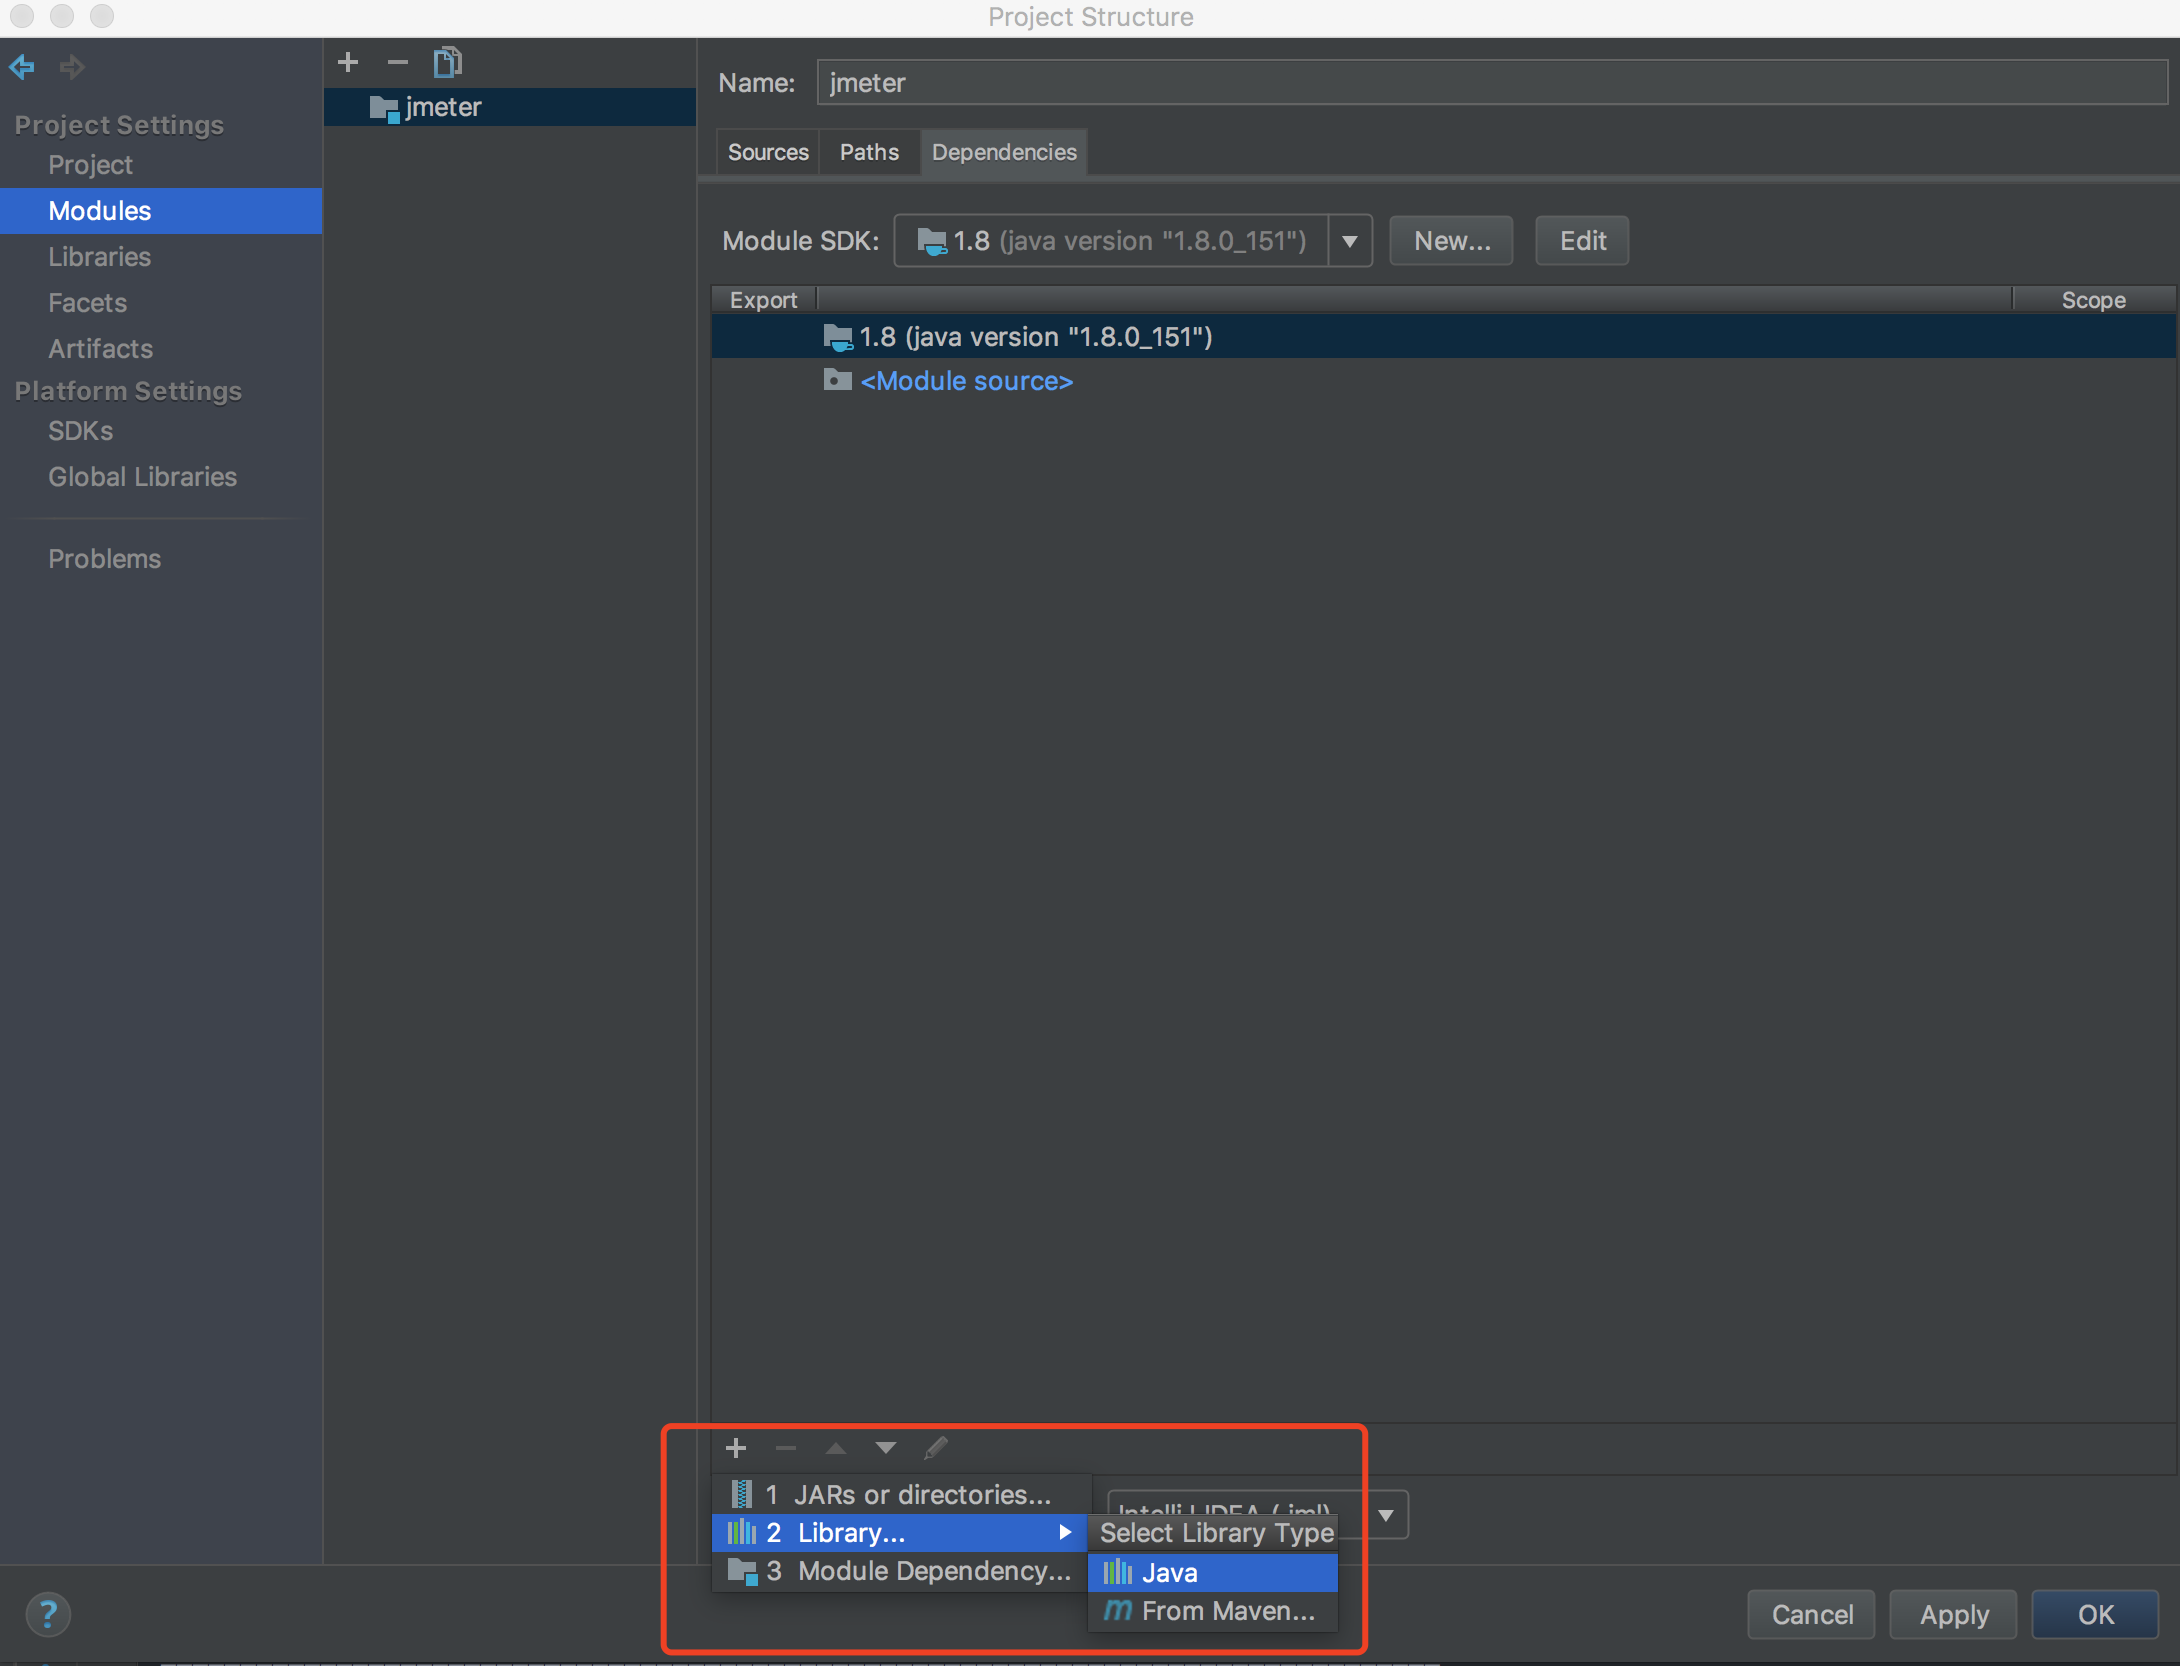 Project Structure
Project Settings
Project
Modules
Libraries
Facets
Artifacts
Platform Settings
SDKs
Global Libraries
Problems
jmeter
Name: jmeter
Sources Paths Dependencies
Module SDK: 1.8 (java version "1.8.0_151") New... Edit
Export Scope
1.8 (java version "1.8.0_151")
<Module source>
1 JARs or directories...
2 Library...
3 Module Dependency...
IntelliJ IDEA (.iml)
Select Library Type
Java
m From Maven...
? Cancel Apply OK